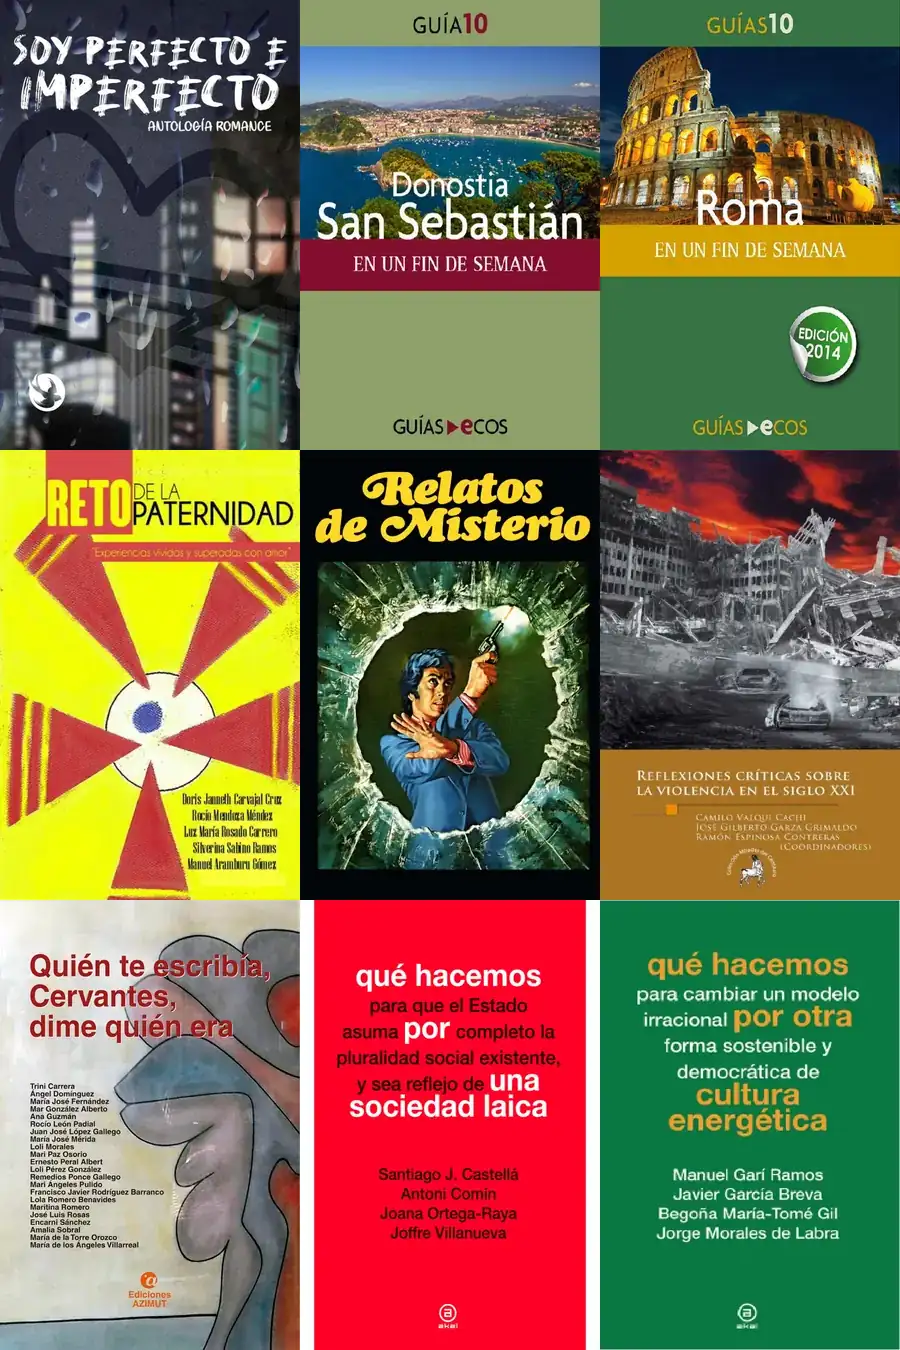 SOY PERFECTO E
IMPERFECTO
ANTOLOGÍA ROMANCE
GUÍA10
Donostia
San Sebastián
EN UN FIN DE SEMANA
GUÍAS ECOS
GUÍAS10
Roma
EN UN FIN DE SEMANA
EDICIÓN
2014
GUÍAS ECOS
RETO DE LA
PATERNIDAD
"Experiencias vividas y superadas con amor"
Doris Janneth Carvajal Cruz
Rocío Mendoza Méndez
Luz María Rosado Carrero
Silverina Sabino Ramos
Manuel Aramburu Gómez
Relatos
de Misterio
REFLEXIONES CRÍTICAS SOBRE
LA VIOLENCIA EN EL SIGLO XXI
CAMILO VALQUI CACHI
JOSÉ GILBERTO GARZA GRIMALDO
RAMÓN ESPINOSA CONTRERAS
(COORDINADORES)
Quién te escribía,
Cervantes,
dime quién era
Trini Carrera
Ángel Domínguez
María José Fernández
Mar González Alberto
Ana Guzmán
Rocío León Padial
Juan José López Gallego
María José Mérida
Loli Morales
Mari Paz Osorio
Ernesto Peral Albert
Loli Pérez González
Remedios Ponce Gallego
Mari Ángeles Pulido
Francisco Javier Rodríguez Barranco
Lola Romero Benavides
Maritina Romero
José Luis Rosas
Encarni Sánchez
Amalia Sobral
María de la Torre Orozco
María de los Ángeles Villarreal
Ediciones
AZIMUT
qué hacemos
para que el Estado
asuma por completo la
pluralidad social existente,
y sea reflejo de una
sociedad laica
Santiago J. Castellá
Antoni Comín
Joana Ortega-Raya
Joffre Villanueva
akal
qué hacemos
para cambiar un modelo
irracional por otra
forma sostenible y
democrática de
cultura
energética
Manuel Garí Ramos
Javier García Breva
Begoña María-Tomé Gil
Jorge Morales de Labra
akal